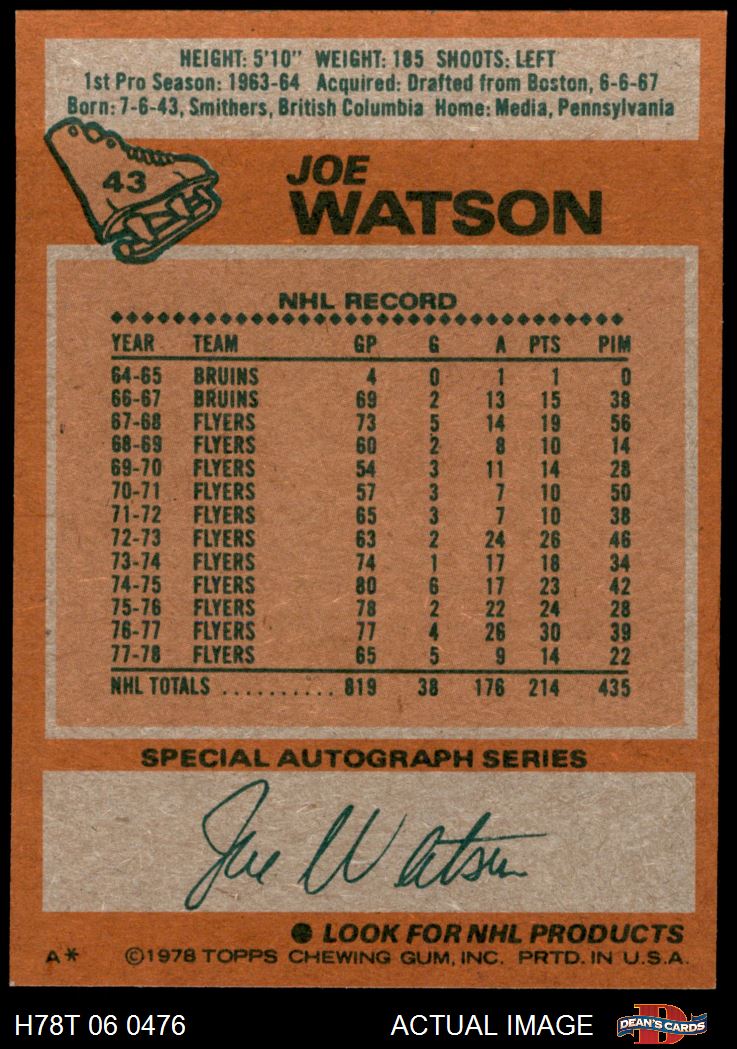 HEIGHT: 5'10" WEIGHT: 185 SHOOTS: LEFT
1st Pro Season: 1963-64 Acquired: Drafted from Boston, 6-6-67
Born: 7-6-43, Smithers, British Columbia Home: Media, Pennsylvania
43
JOE
WATSON
NHL RECORD
YEAR TEAM GP G A PTS PIM
64-65 BRUINS 4 0 1 1 0
66-67 BRUINS 69 2 13 15 38
67-68 FLYERS 73 5 14 19 56
68-69 FLYERS 60 2 8 10 14
69-70 FLYERS 54 3 11 14 28
70-71 FLYERS 57 3 7 10 50
71-72 FLYERS 65 3 7 10 38
72-73 FLYERS 63 2 24 26 46
73-74 FLYERS 74 1 17 18 34
74-75 FLYERS 80 6 17 23 42
75-76 FLYERS 78 2 22 24 28
76-77 FLYERS 77 4 26 30 39
77-78 FLYERS 65 5 9 14 22
NHL TOTALS .......... 819 38 176 214 435
SPECIAL AUTOGRAPH SERIES
Joe Watson
● LOOK FOR NHL PRODUCTS
A* ©1978 TOPPS CHEWING GUM, INC. PRTD. IN U.S.A.
H78T 06 0476 ACTUAL IMAGE D DEAN'S CARDS